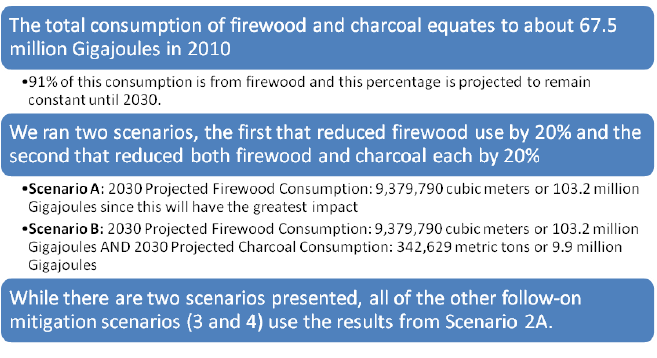 The total consumption of firewood and charcoal equates to about 67.5
million Gigajoules in 2010
•91% of this consumption is from firewood and this percentage is projected to remain
constant until 2030.
We ran two scenarios, the first that reduced firewood use by 20% and the
second that reduced both firewood and charcoal each by 20%
•Scenario A: 2030 Projected Firewood Consumption: 9,379,790 cubic meters or 103.2 million
Gigajoules since this will have the greatest impact
•Scenario B: 2030 Projected Firewood Consumption: 9,379,790 cubic meters or 103.2 million
Gigajoules AND 2030 Projected Charcoal Consumption: 342,629 metric tons or 9.9 million
Gigajoules
While there are two scenarios presented, all of the other follow-on
mitigation scenarios (3 and 4) use the results from Scenario 2A.